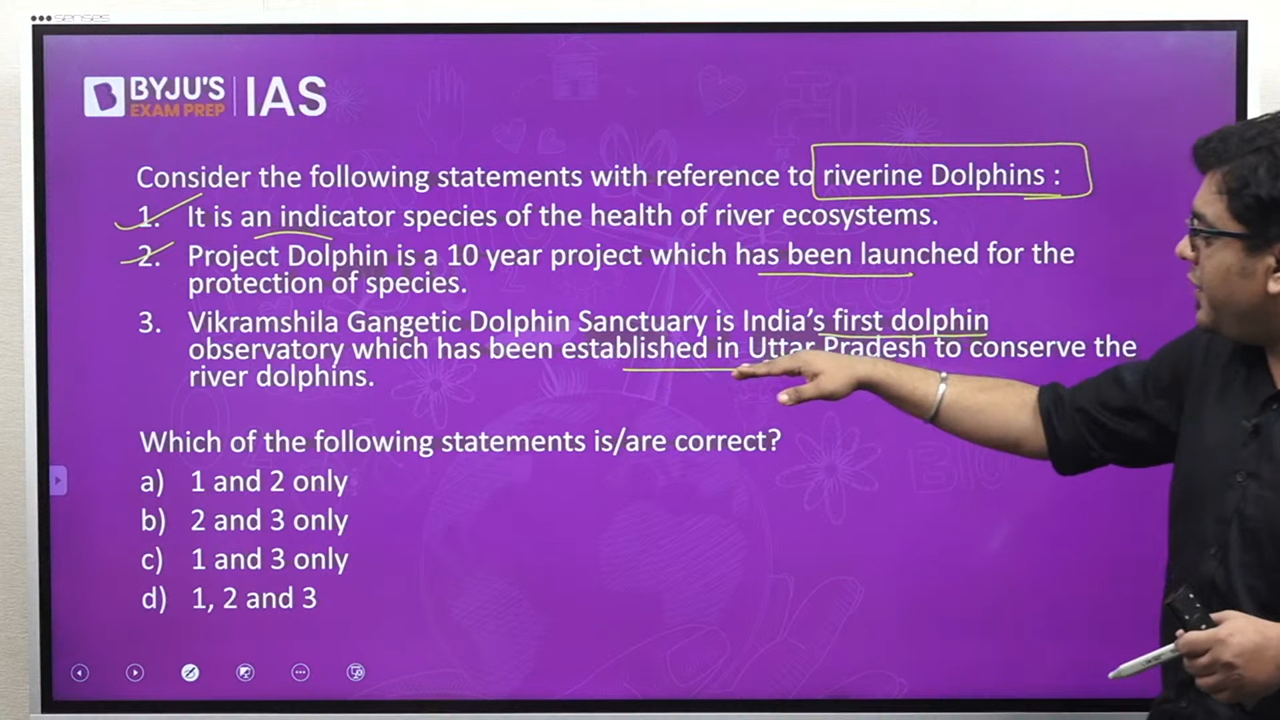 senses
BYJU'S
EXAM PREP
IAS
Consider the following statements with reference to riverine Dolphins :
1. It is an indicator species of the health of river ecosystems.
2. Project Dolphin is a 10 year project which has been launched for the
protection of species.
3. Vikramshila Gangetic Dolphin Sanctuary is India's first dolphin
observatory which has been established in Uttar Pradesh to conserve the
river dolphins.
Which of the following statements is/are correct?
a) 1 and 2 only
b) 2 and 3 only
c) 1 and 3 only
d) 1, 2 and 3